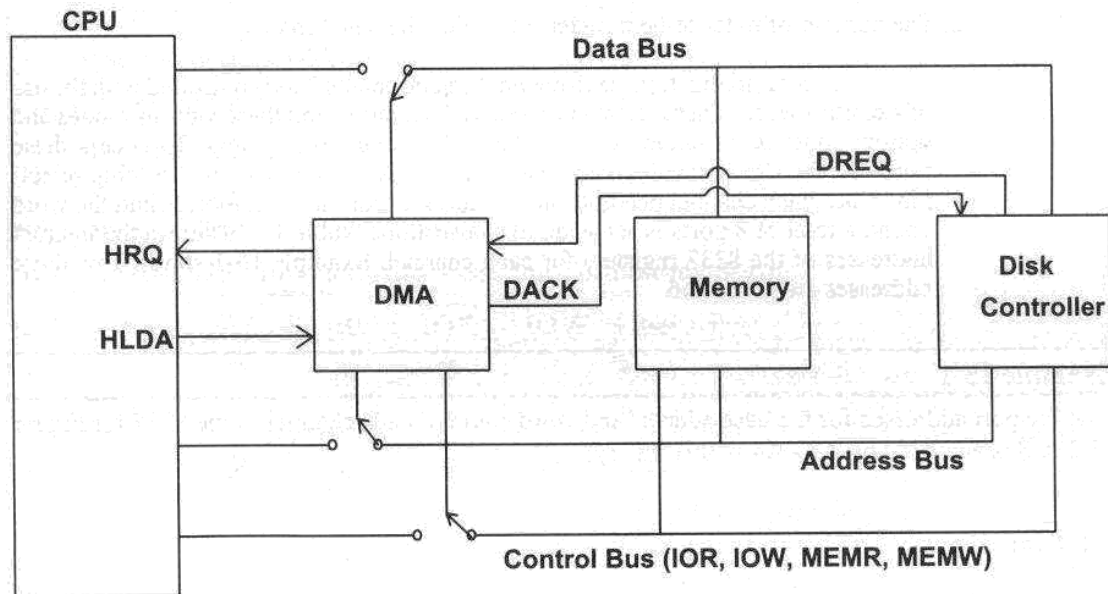 CPU
Data Bus
DREQ
HRQ
DMA
DACK
Memory
Disk
Controller
HLDA
Address Bus
Control Bus (IOR, IOW, MEMR, MEMW)